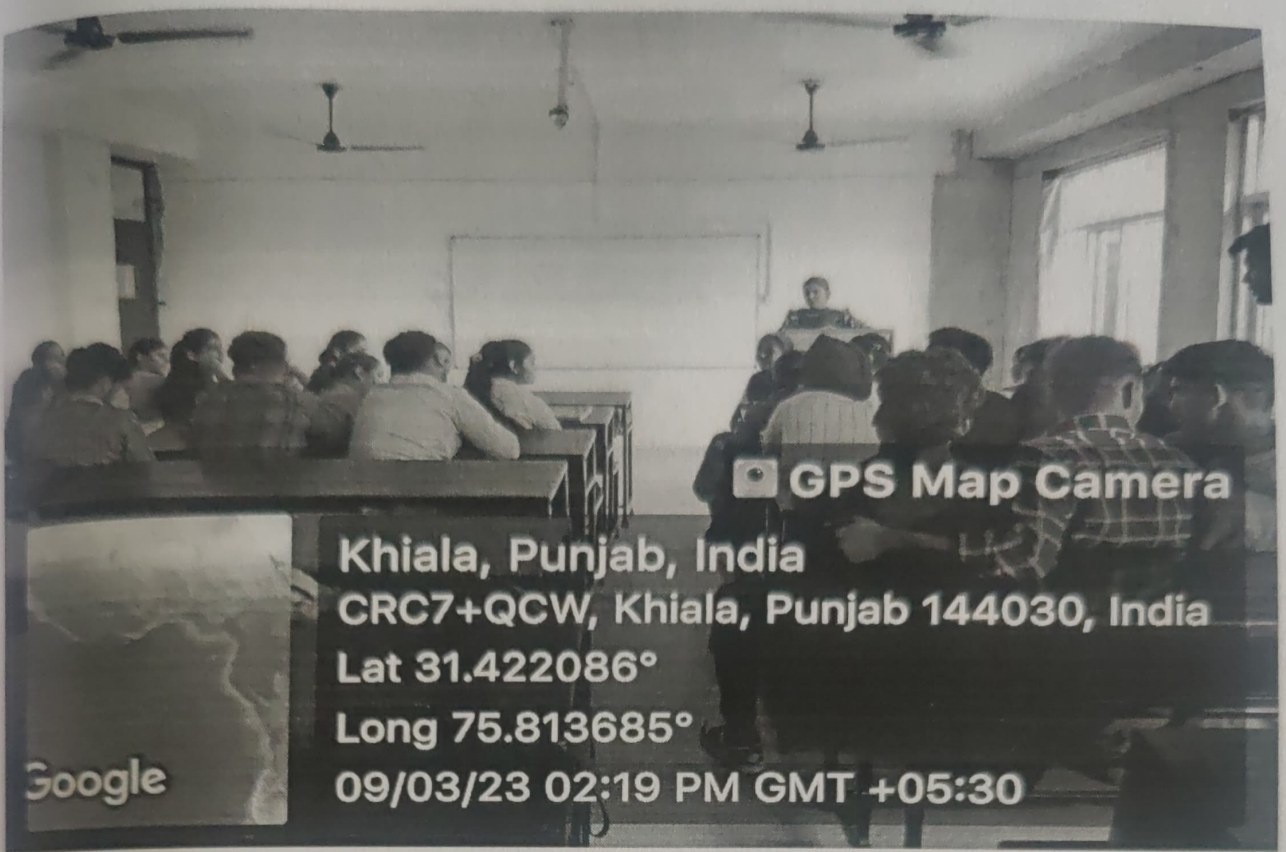 GPS Map Camera
Khiala, Punjab, India
CRC7+QCW, Khiala, Punjab 144030, India
Lat 31.422086°
Long 75.813685°
09/03/23 02:19 PM GMT +05:30
Google